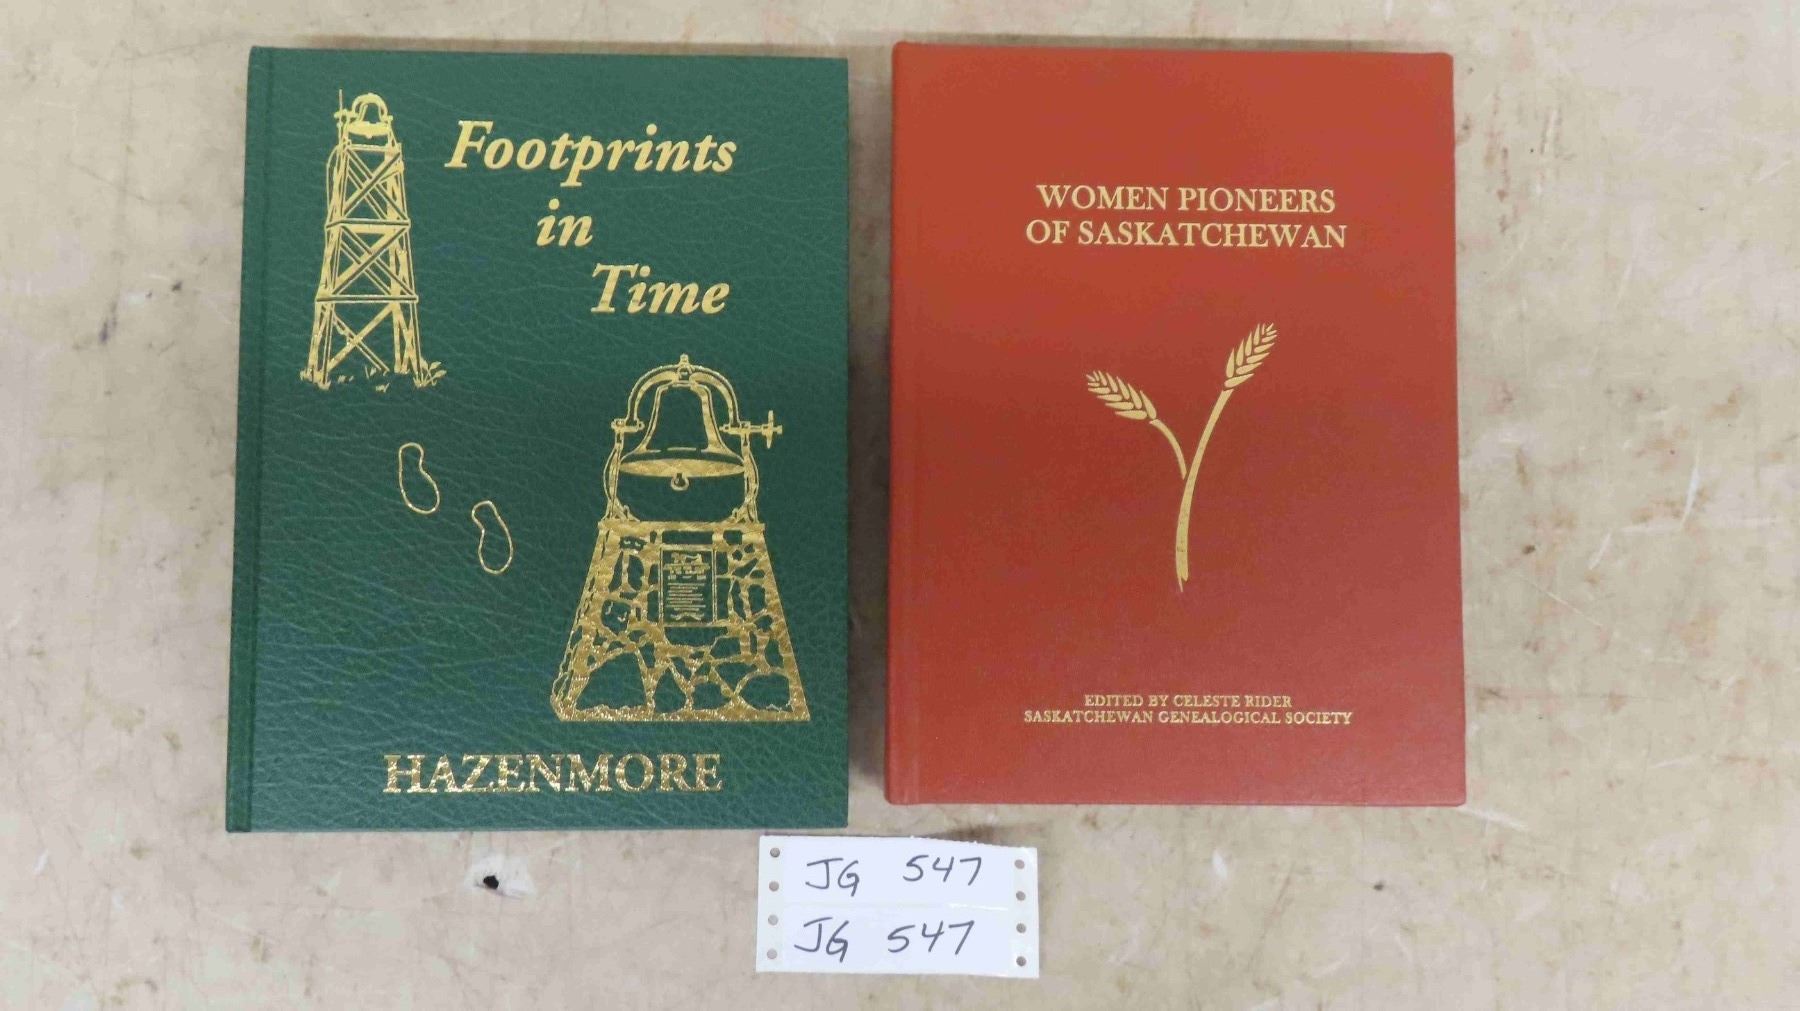 Footprints
in
Time
HAZENMORE
WOMEN PIONEERS
OF SASKATCHEWAN
EDITED BY CELESTE RIDER
SASKATCHEWAN GENEALOGICAL SOCIETY
JG 547
JG 547